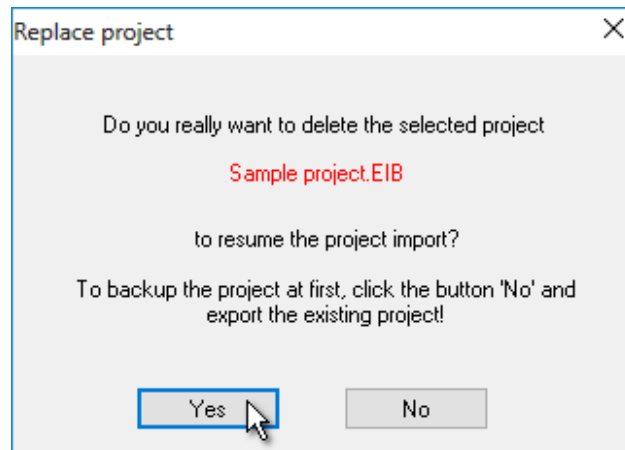 Replace project
Do you really want to delete the selected project
Sample project.EIB
to resume the project import?
To backup the project at first, click the button 'No' and
export the existing project!
Yes
No